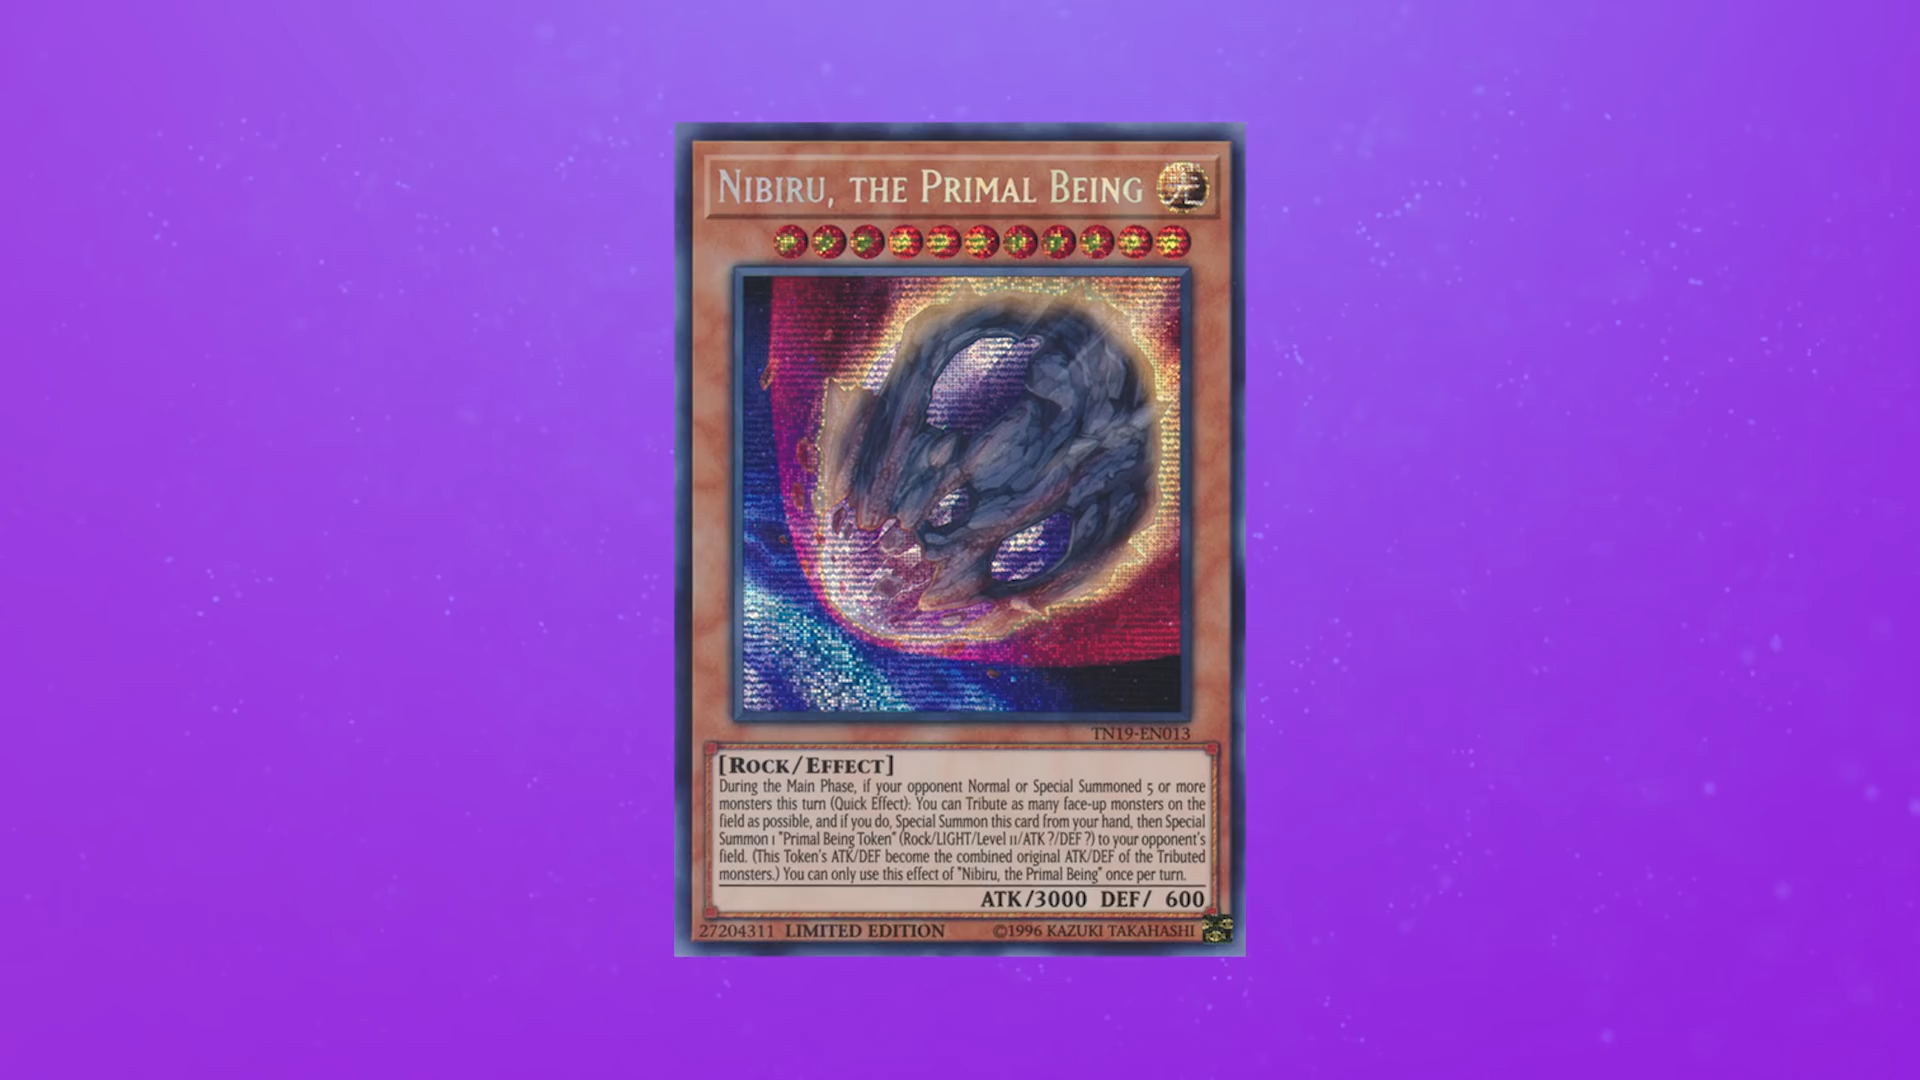 NIBIRU, THE PRIMAL BEING
光
TN19-EN013
[ROCK/EFFECT]
During the Main Phase, if your opponent Normal or Special Summoned 5 or more
monsters this turn (Quick Effect): You can Tribute as many face-up monsters on the
field as possible, and if you do, Special Summon this card from your hand, then Special
Summon 1 "Primal Being Token" (Rock/LIGHT/Level 11/ATK ?/DEF ?) to your opponent's
field. (This Token's ATK/DEF become the combined original ATK/DEF of the Tributed
monsters.) You can only use this effect of "Nibiru, the Primal Being" once per turn.
ATK/3000 DEF/ 600
27204311 LIMITED EDITION ©1996 KAZUKI TAKAHASHI